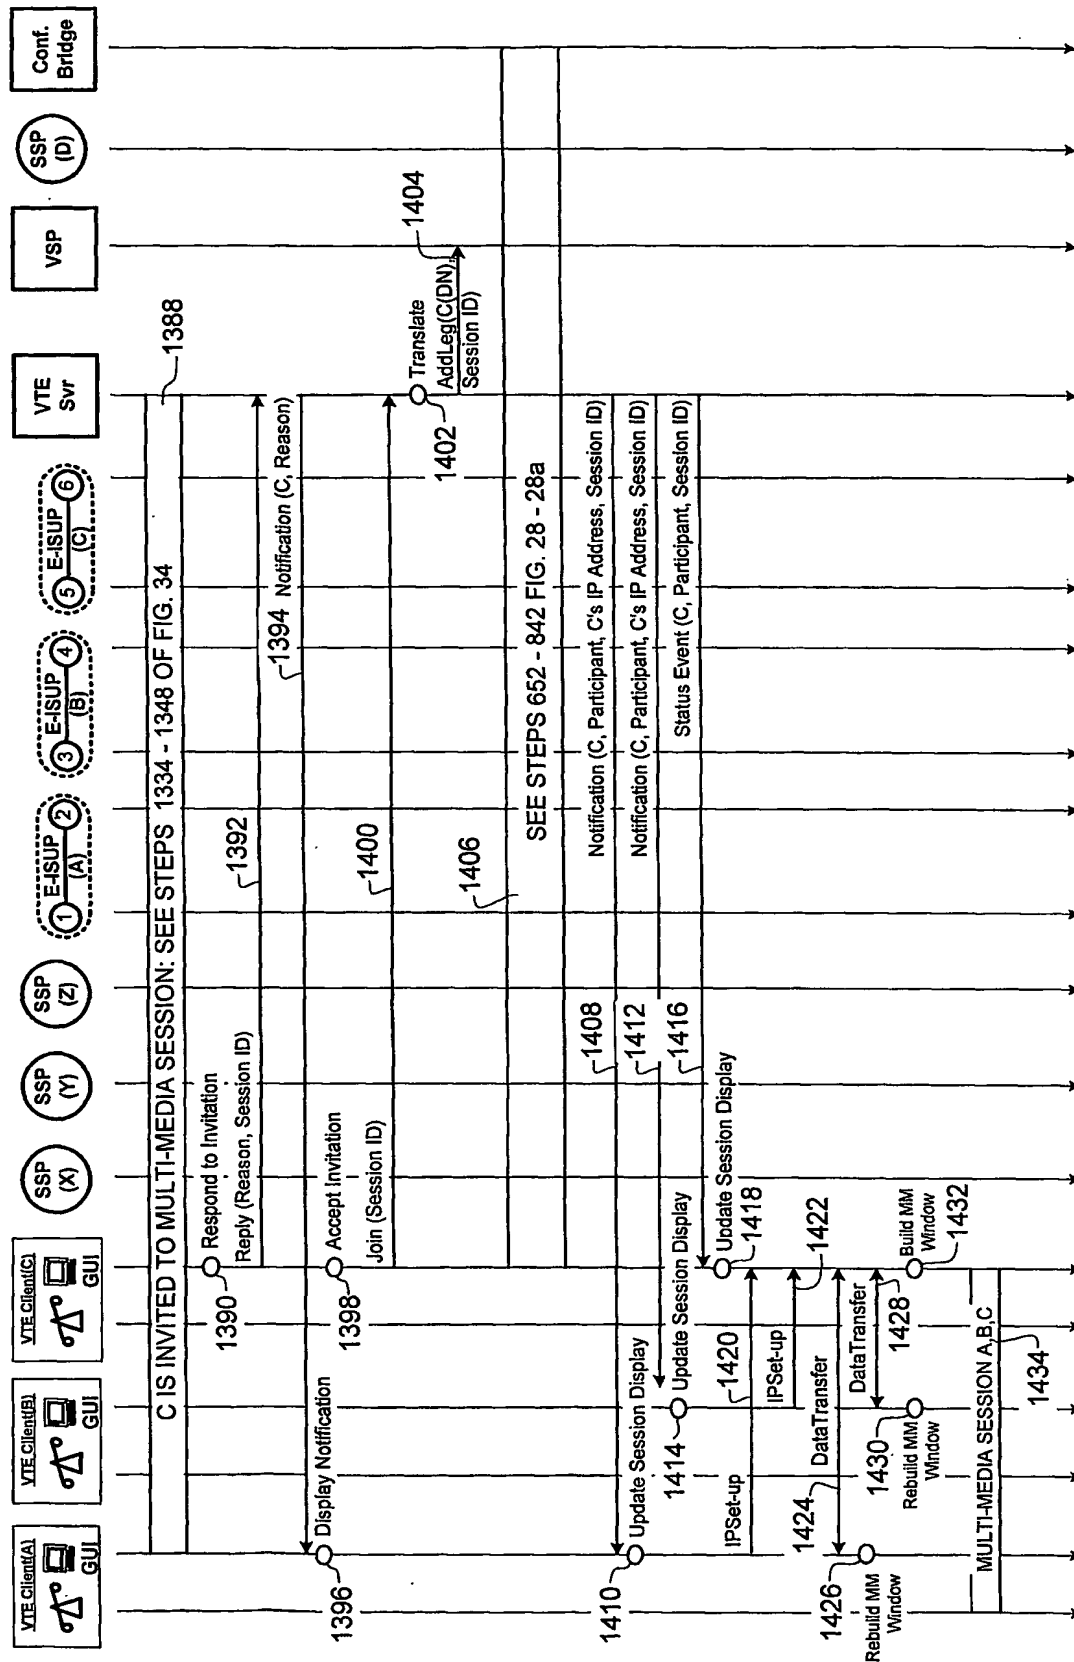 VTE Client(A)
GUI
VTE Client(B)
GUI
VTE Client(C)
GUI
SSP
(X)
SSP
(Y)
SSP
(Z)
1
E-ISUP
(A)
2
3
E-ISUP
(B)
4
5
E-ISUP
(C)
6
VTE
Svr
VSP
SSP
(D)
Conf.
Bridge
C IS INVITED TO MULTI-MEDIA SESSION: SEE STEPS 1334 - 1348 OF FIG. 34
1388
1390
Respond to Invitation
Reply (Reason, Session ID)
1392
1394
Notification (C, Reason)
1396
Display Notification
1398
Accept Invitation
Join (Session ID)
1400
1402
Translate
AddLeg(C(DN),
Session ID)
1404
1406
SEE STEPS 652 - 842 FIG. 28 - 28a
1408
Notification (C, Participant, C's IP Address, Session ID)
1410
Update Session Display
1412
Notification (C, Participant, C's IP Address, Session ID)
1414
Update Session Display
1416
Status Event (C, Participant, Session ID)
1418
Update Session Display
IPSet-up
1420
IPSet-up
1422
1424
DataTransfer
1426
Rebuild MM
Window
DataTransfer
1428
1430
Rebuild MM
Window
Build MM
Window
1432
MULTI-MEDIA SESSION A,B,C
1434